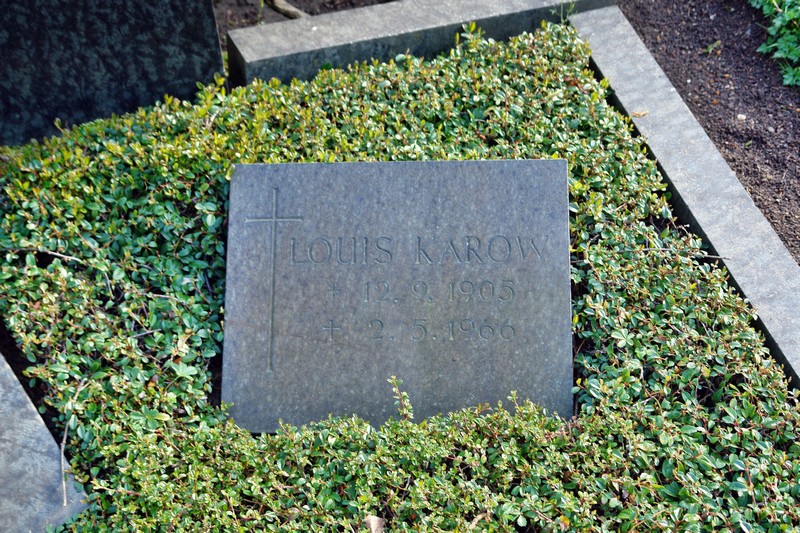 LOUIS KAROW
* 12. 9. 1905
✝ 2. 5. 1966